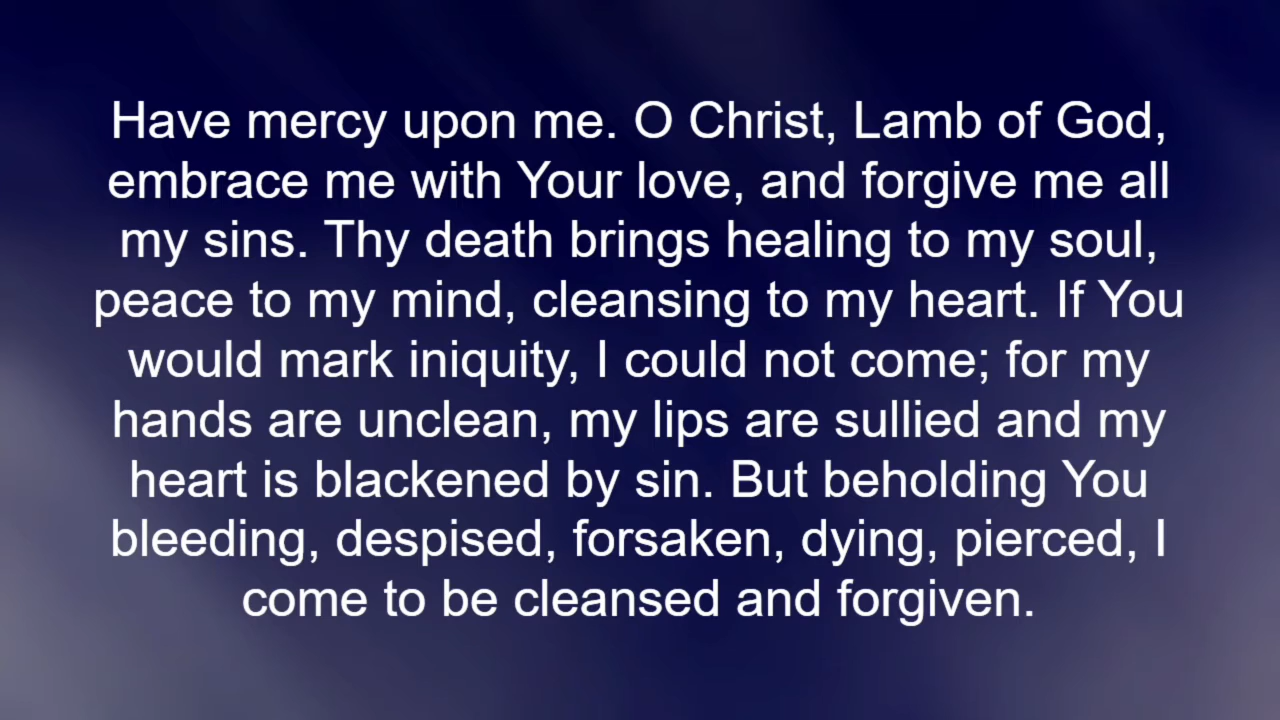 Have mercy upon me. O Christ, Lamb of God,
embrace me with Your love, and forgive me all
my sins. Thy death brings healing to my soul,
peace to my mind, cleansing to my heart. If You
would mark iniquity, I could not come; for my
hands are unclean, my lips are sullied and my
heart is blackened by sin. But beholding You
bleeding, despised, forsaken, dying, pierced, I
come to be cleansed and forgiven.